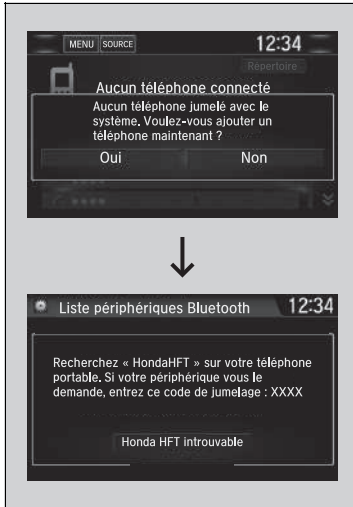 MENU SOURCE 12:34
Répertoire
Aucun téléphone connecté
Aucun téléphone jumelé avec le
système. Voulez-vous ajouter un
téléphone maintenant ?
Oui Non
Liste périphériques Bluetooth 12:34
Recherchez « HondaHFT » sur votre téléphone
portable. Si votre périphérique vous le
demande, entrez ce code de jumelage : XXXX
Honda HFT introuvable